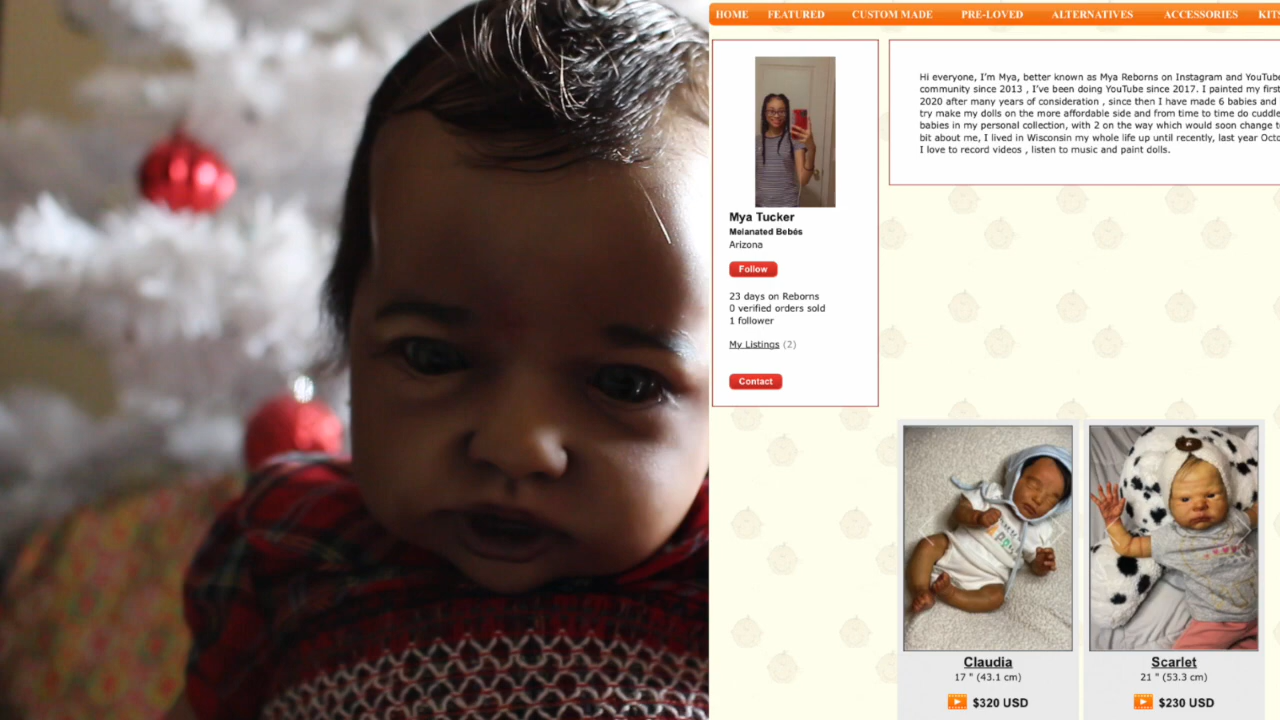 HOME FEATURED CUSTOM MADE PRE-LOVED ALTERNATIVES ACCESSORIES KITS
Hi everyone, I'm Mya, better known as Mya Reborns on Instagram and YouTube
community since 2013 , I've been doing YouTube since 2017. I painted my first
2020 after many years of consideration , since then I have made 6 babies and
try make my dolls on the more affordable side and from time to time do cuddle
babies in my personal collection, with 2 on the way which would soon change t
bit about me, I lived in Wisconsin my whole life up until recently, last year Octo
I love to record videos , listen to music and paint dolls.
Mya Tucker
Melanated Bebés
Arizona
Follow
23 days on Reborns
0 verified orders sold
1 follower
My Listings (2)
Contact
Claudia
17 " (43.1 cm)
$320 USD
Scarlet
21 " (53.3 cm)
$230 USD